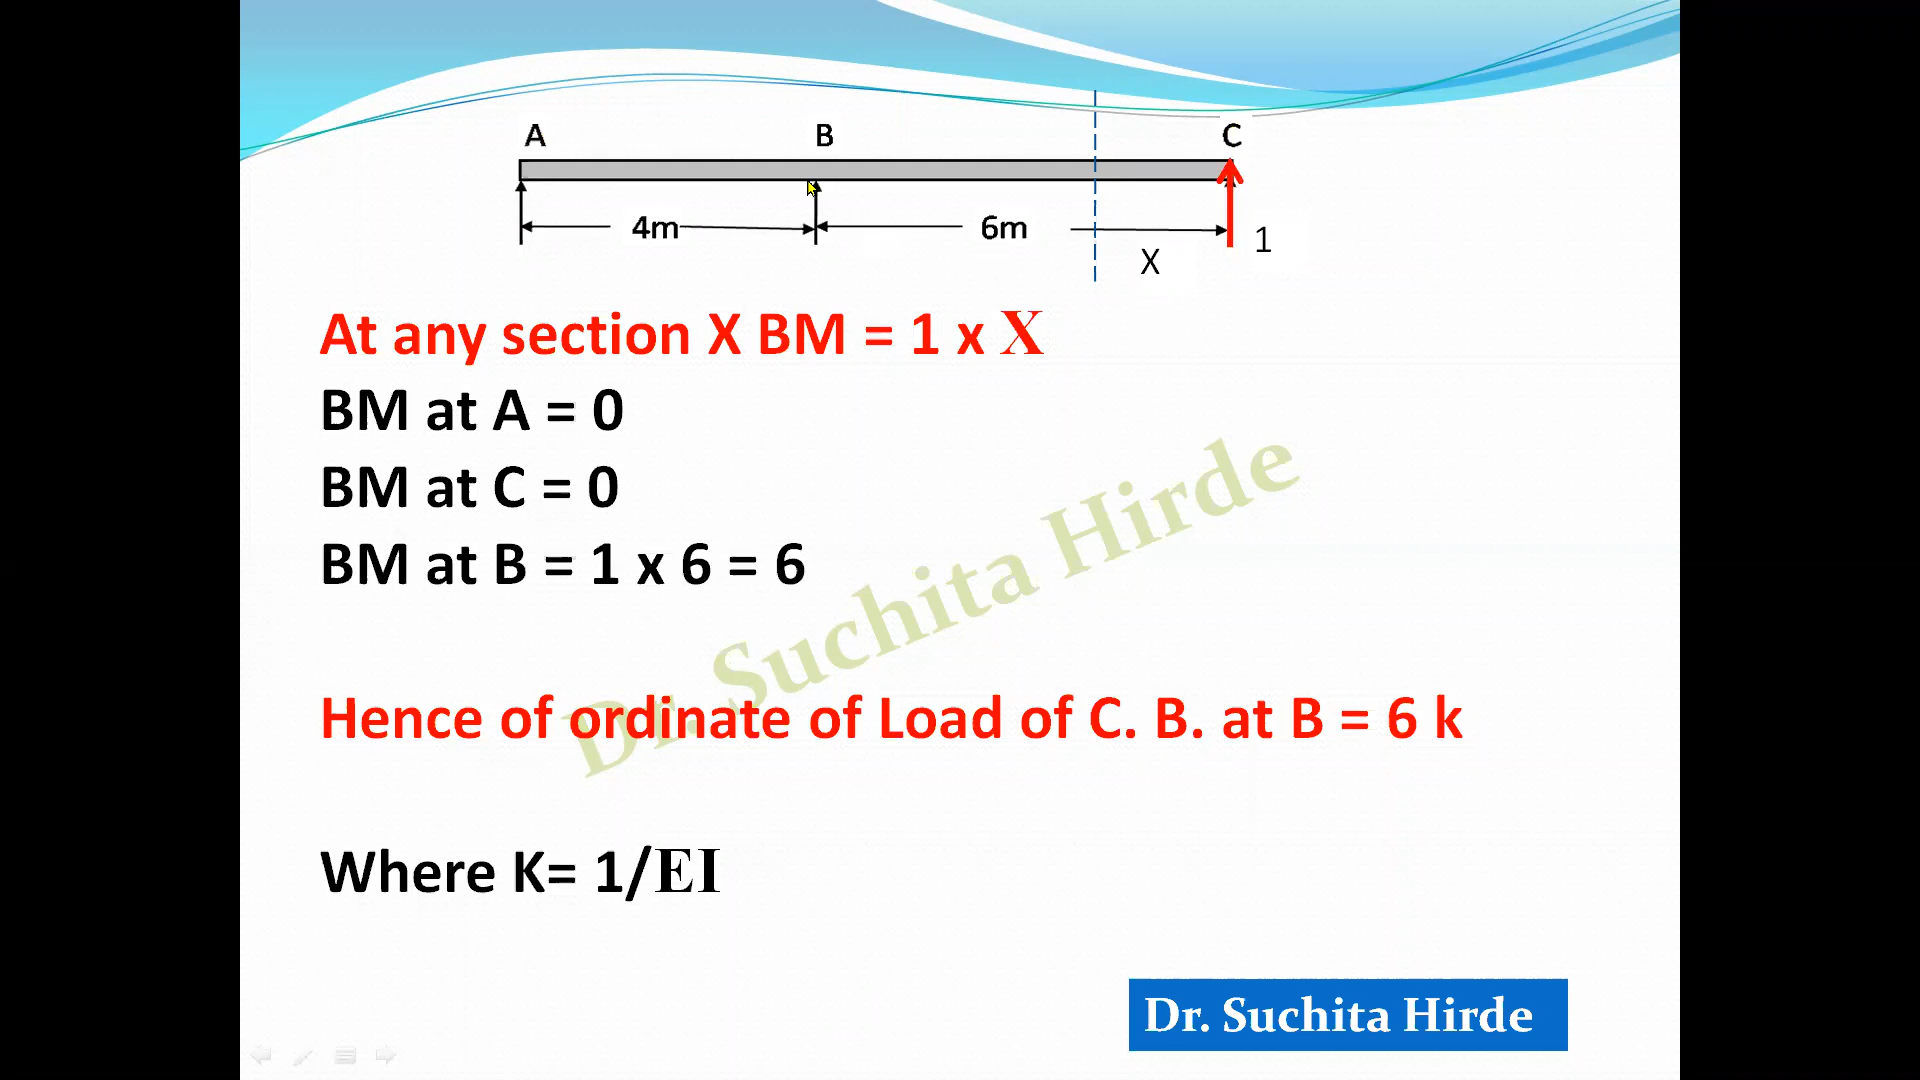 A B C
4m 6m 1
X
At any section X BM = 1 x X
BM at A = 0
BM at C = 0
BM at B = 1 x 6 = 6
Dr. Suchita Hirde
Hence of ordinate of Load of C. B. at B = 6 k
Where K= 1/EI
Dr. Suchita Hirde